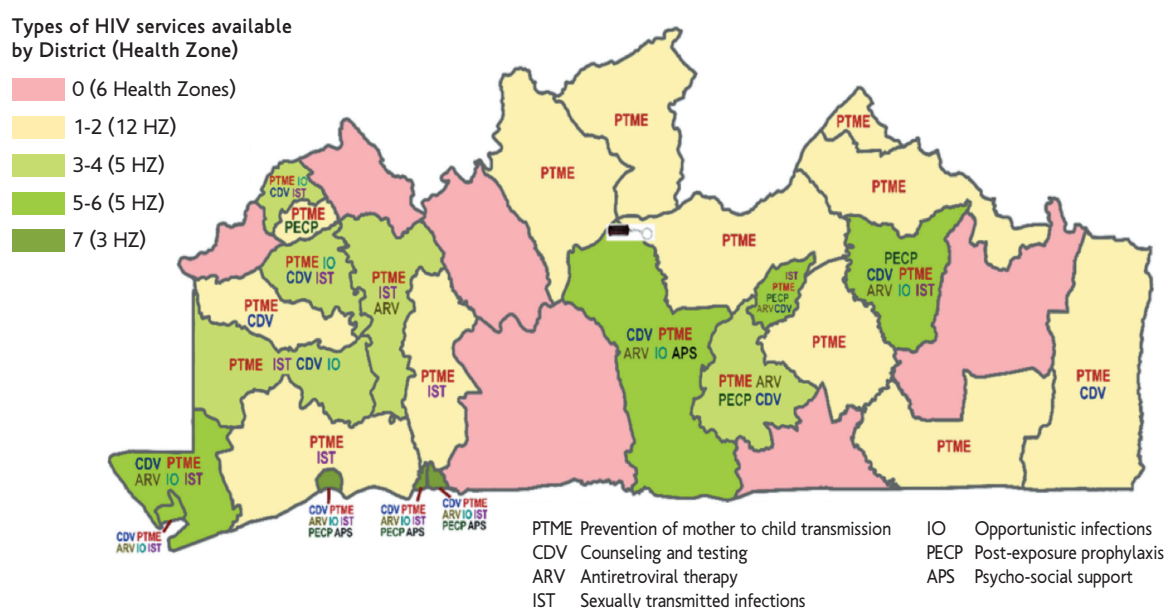 Types of HIV services available
by District (Health Zone)
0 (6 Health Zones)
1-2 (12 HZ)
3-4 (5 HZ)
5-6 (5 HZ)
7 (3 HZ)
PTME
PTME
PTME
PTME
PTME IO
CDV IST
PTME
PECP
PTME
PTME IO
CDV IST
PTME
IST
ARV
PECP
CDV PTME
ARV IO IST
IST
PTME
PECP
ARV CDV
PTME
CDV
CDV PTME
ARV IO APS
PTME
PTME IST CDV IO
PTME
IST
PTME ARV
PECP CDV
PTME
CDV
PTME
IST
PTME
CDV PTME
ARV IO IST
CDV PTME
ARV IO IST
PECP APS
CDV PTME
ARV IO IST
PECP APS
CDV PTME
ARV IO IST
PECP APS
CDV PTME
ARV IO IST
PTME Prevention of mother to child transmission
CDV Counseling and testing
ARV Antiretroviral therapy
IST Sexually transmitted infections
IO Opportunistic infections
PECP Post-exposure prophylaxis
APS Psycho-social support